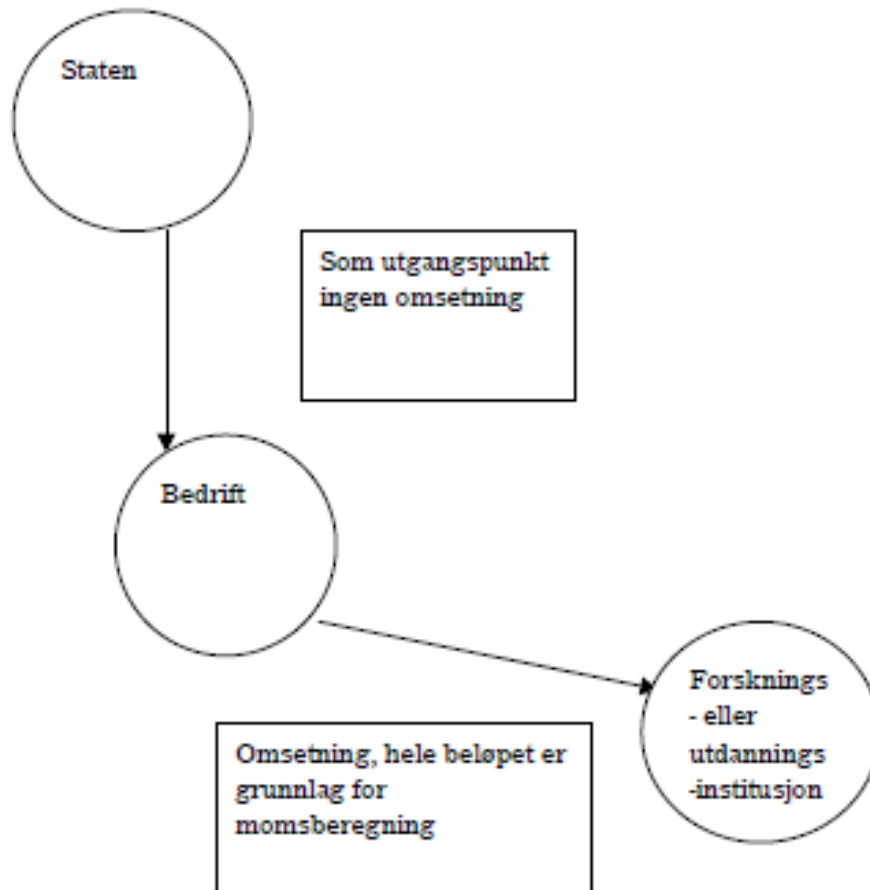 Staten
Som utgangspunkt
ingen omsetning
Bedrift
Forsknings
- eller
utdannings
-institusjon
Omsetning, hele beløpet er
grunnlag for
momsberegning